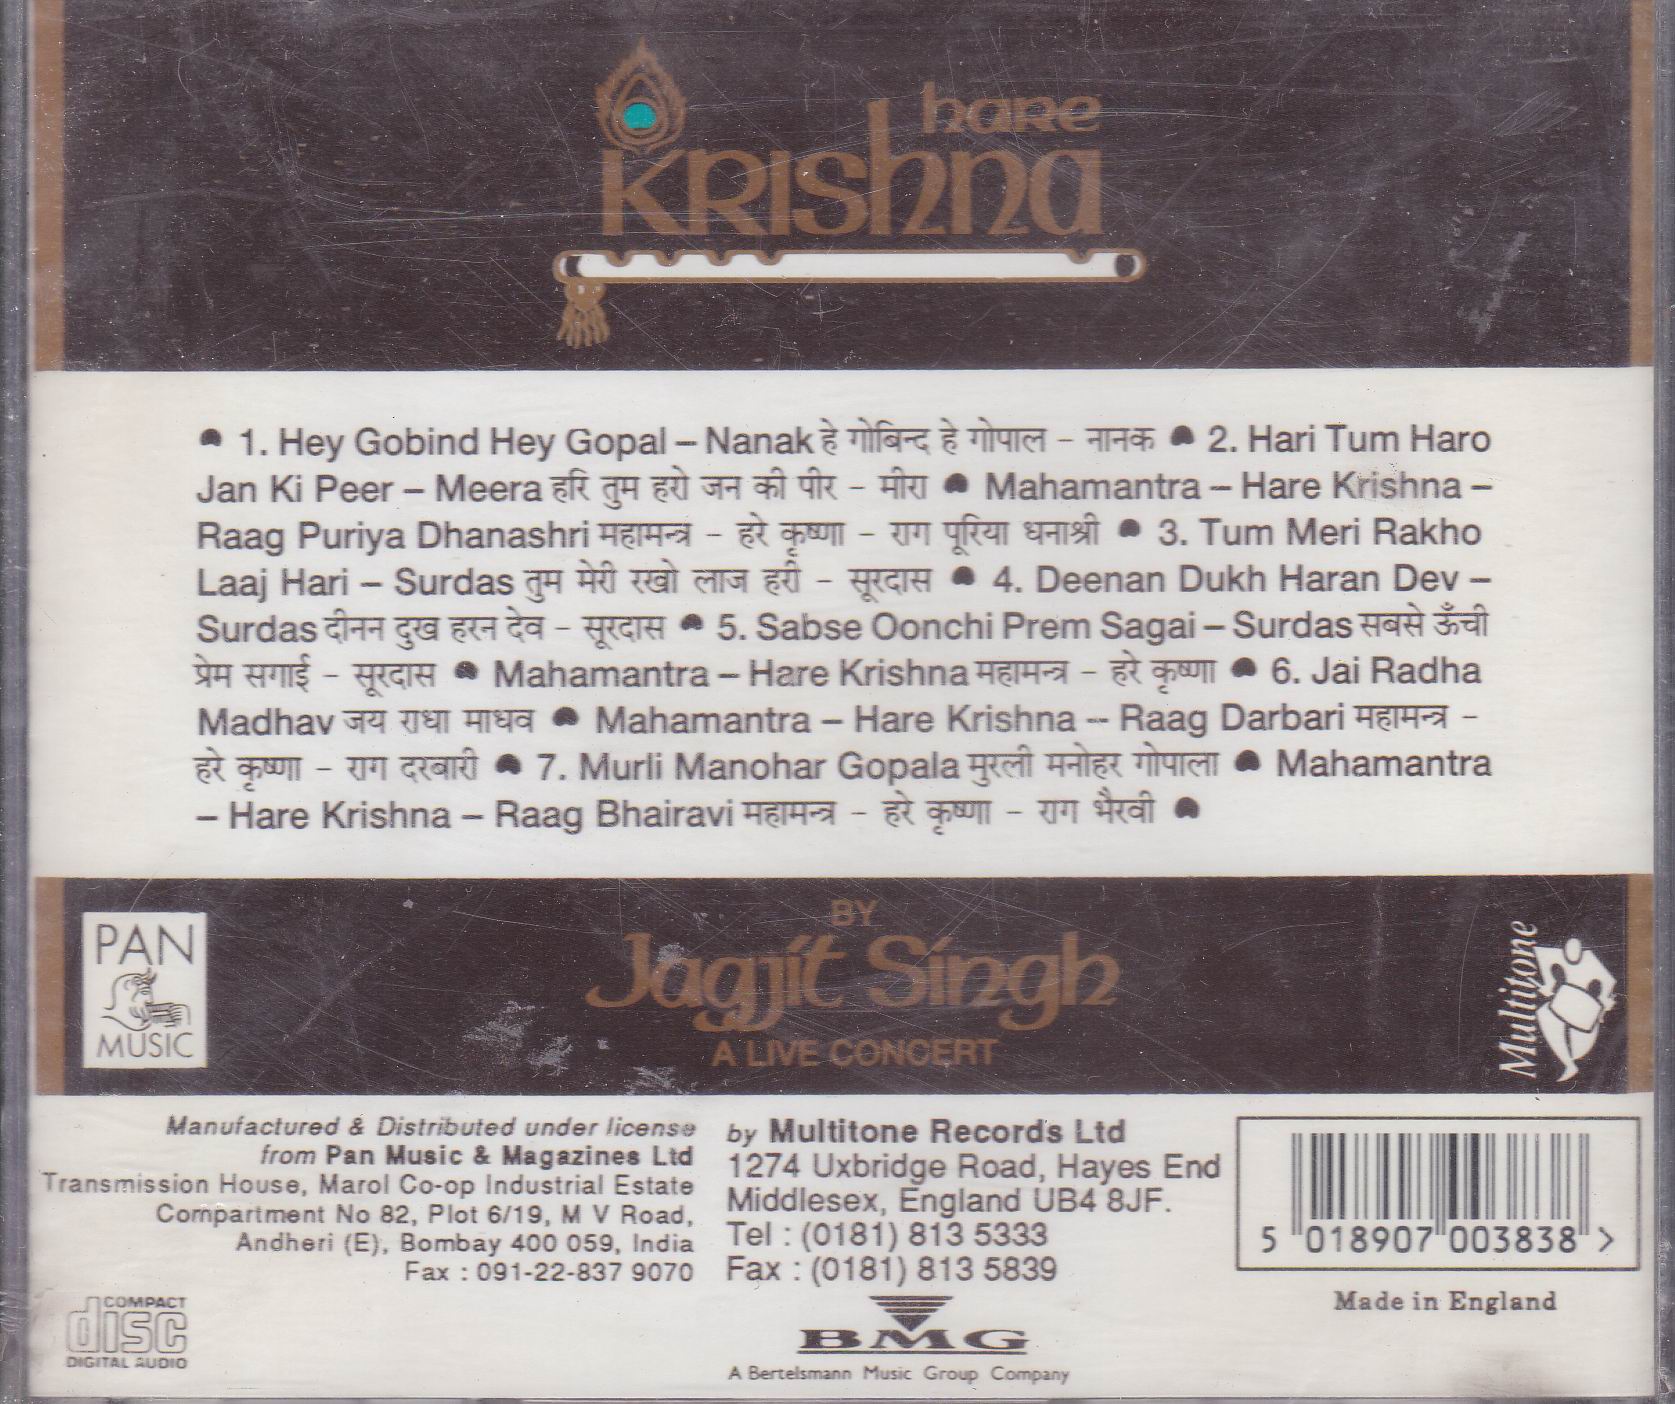 hare
KRIshna
1. Hey Gobind Hey Gopal – Nanak हे गोबिन्द हे गोपाल – नानक 2. Hari Tum Haro
Jan Ki Peer – Meera हरि तुम हरो जन की पीर – मीरा Mahamantra – Hare Krishna –
Raag Puriya Dhanashri महामन्त्र – हरे कृष्णा – राग पूरिया धनाश्री 3. Tum Meri Rakho
Laaj Hari – Surdas तुम मेरी रखो लाज हरी – सूरदास 4. Deenan Dukh Haran Dev –
Surdas दीनन दुख हरन देव – सूरदास 5. Sabse Oonchi Prem Sagai – Surdas सबसे ऊँची
प्रेम सगाई – सूरदास Mahamantra – Hare Krishna महामन्त्र – हरे कृष्णा 6. Jai Radha
Madhav जय राधा माधव Mahamantra – Hare Krishna -- Raag Darbari महामन्त्र –
हरे कृष्णा – राग दरबारी 7. Murli Manohar Gopala मुरली मनोहर गोपाला Mahamantra
– Hare Krishna – Raag Bhairavi महामन्त्र – हरे कृष्णा – राग भैरवी
PAN
MUSIC
BY
Jagjit Singh
A LIVE CONCERT
Multitone
Manufactured & Distributed under license
from Pan Music & Magazines Ltd
Transmission House, Marol Co-op Industrial Estate
Compartment No 82, Plot 6/19, M V Road,
Andheri (E), Bombay 400 059, India
Fax : 091-22-837 9070
by Multitone Records Ltd
1274 Uxbridge Road, Hayes End
Middlesex, England UB4 8JF.
Tel : (0181) 813 5333
Fax : (0181) 813 5839
5 018907 003838 >
Made in England
COMPACT
disc
DIGITAL AUDIO
BMG
A Bertelsmann Music Group Company